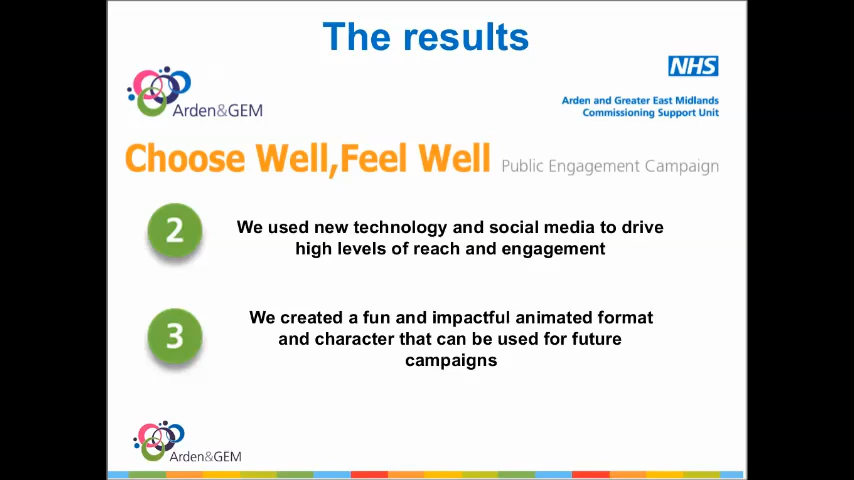 The results
Arden&GEM
NHS
Arden and Greater East Midlands
Commissioning Support Unit
Choose Well,Feel Well Public Engagement Campaign
2
We used new technology and social media to drive
high levels of reach and engagement
3
We created a fun and impactful animated format
and character that can be used for future
campaigns
Arden&GEM